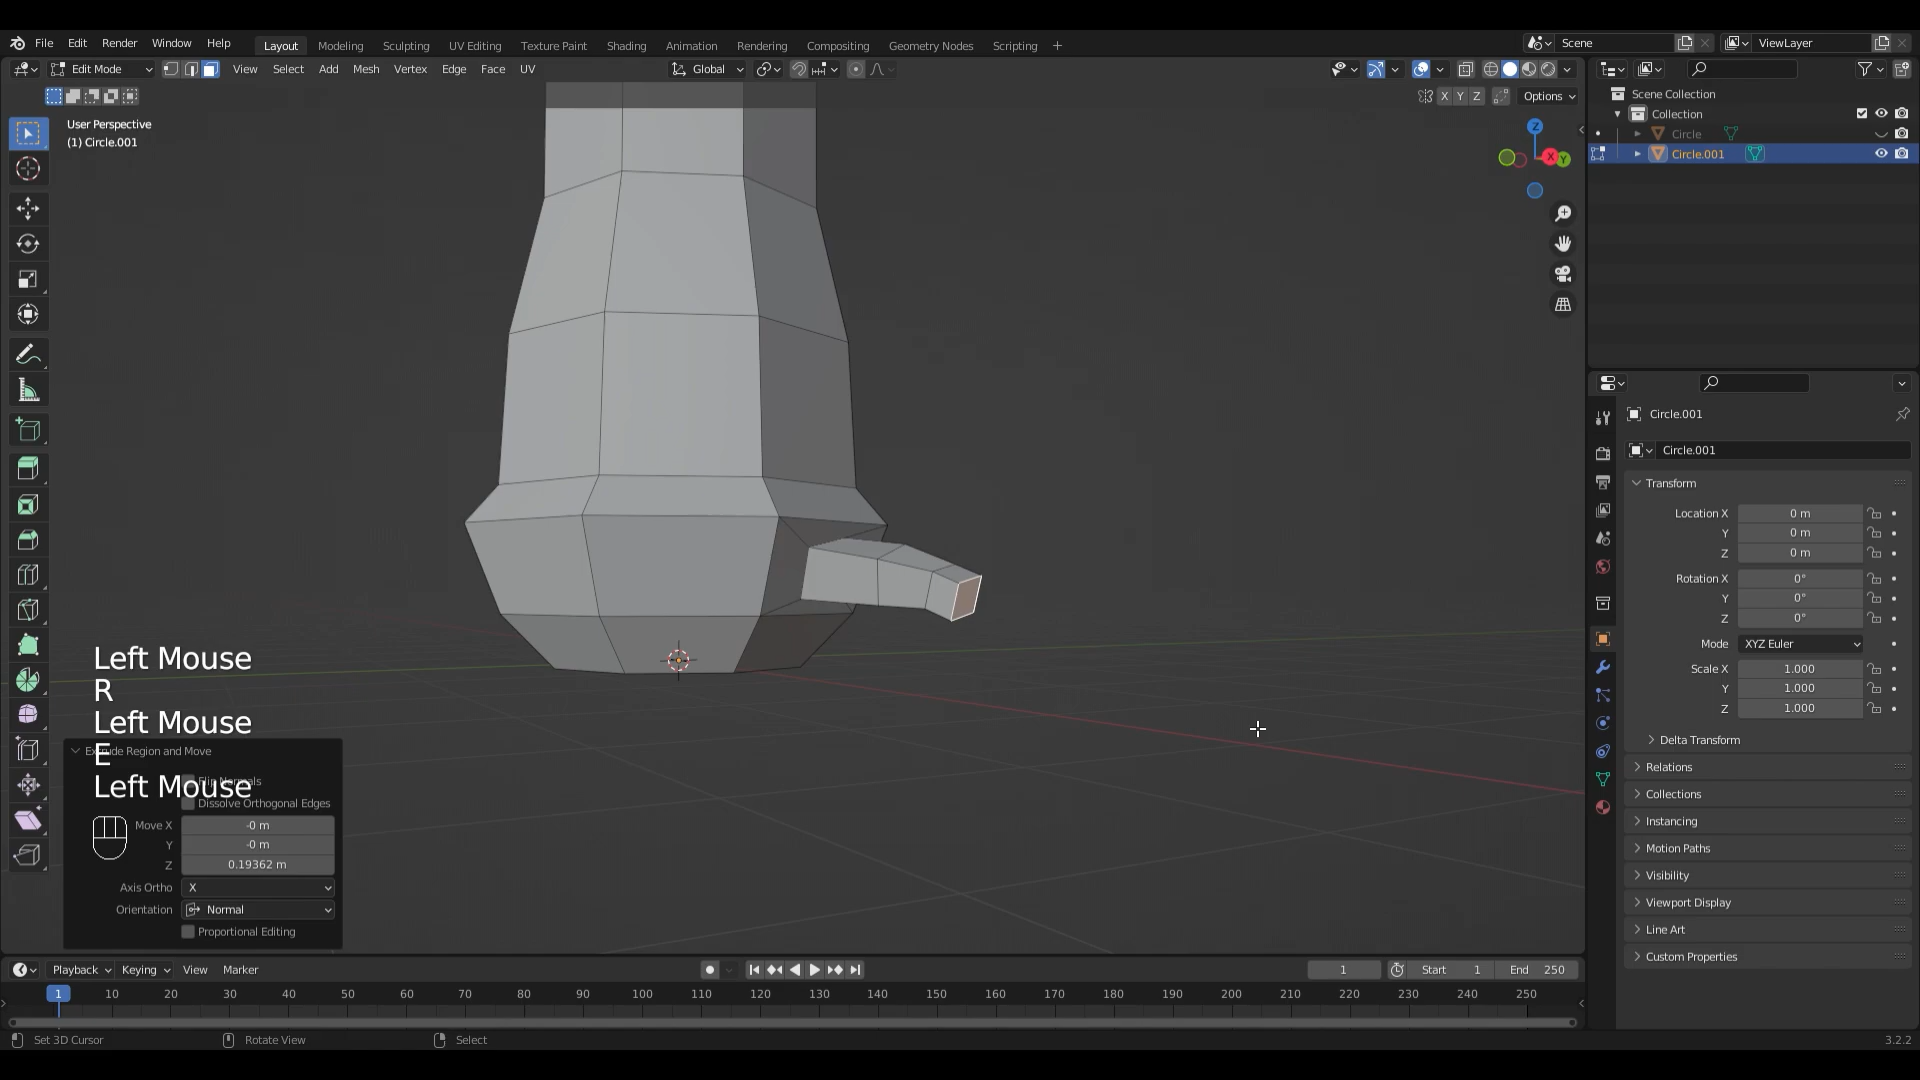 File Edit Render Window Help Layout Modeling Sculpting UV Editing Texture Paint Shading Animation Rendering Compositing Geometry Nodes Scripting + Scene ViewLayer
Edit Mode View Select Add Mesh Vertex Edge Face UV Global
X Y Z Options
User Perspective
(1) Circle.001
Z
X Y
Scene Collection
Collection
Circle
Circle.001
Circle.001
Circle.001
Transform
Location X 0 m
Y 0 m
Z 0 m
Rotation X 0°
Y 0°
Z 0°
Mode XYZ Euler
Scale X 1.000
Y 1.000
Z 1.000
Delta Transform
Relations
Collections
Instancing
Motion Paths
Visibility
Viewport Display
Line Art
Custom Properties
Left Mouse
R
Left Mouse
E
Left Mouse
Extrude Region and Move
Flip Normals
Dissolve Orthogonal Edges
Move X -0 m
Y -0 m
Z 0.19362 m
Axis Ortho X
Orientation Normal
Proportional Editing
Playback Keying View Marker 1 Start 1 End 250
1 10 20 30 40 50 60 70 80 90 100 110 120 130 140 150 160 170 180 190 200 210 220 230 240 250
Set 3D Cursor Rotate View Select 3.2.2